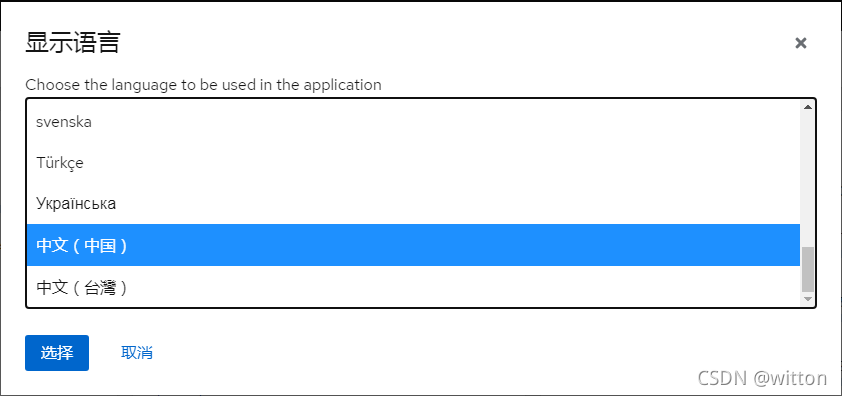 显示语言
Choose the language to be used in the application
svenska
Türkçe
Українська
中文 ( 中国 )
中文 ( 台灣 )
选择 取消
CSDN @witton